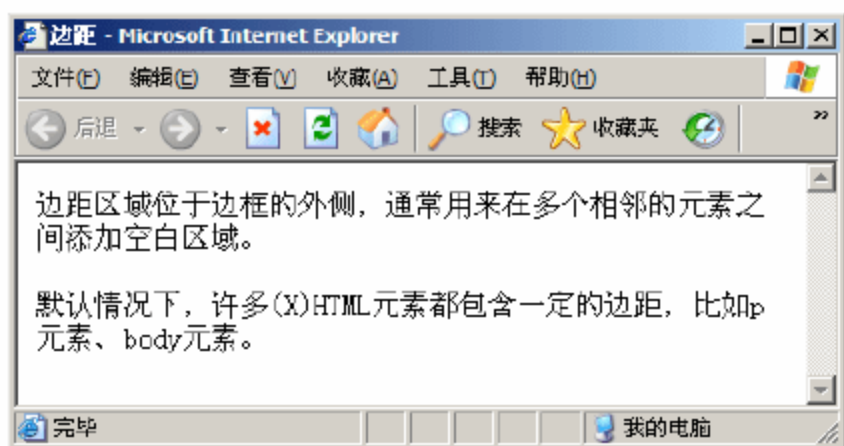 边距 - Microsoft Internet Explorer
文件(F) 编辑(E) 查看(V) 收藏(A) 工具(T) 帮助(H)
后退 搜索 收藏夹 »
边距区域位于边框的外侧，通常用来在多个相邻的元素之
间添加空白区域。
默认情况下，许多(X)HTML元素都包含一定的边距，比如p
元素、body元素。
完毕 我的电脑